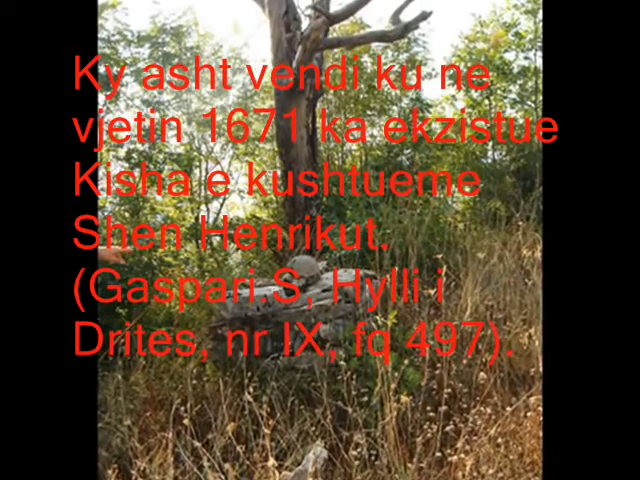 Ky asht vendi ku ne
vjetin 1671 ka ekzistue
Kisha e kushtueme
Shen Henrikut.
(Gaspari.S, Hylli i
Drites, nr IX, fq 497).